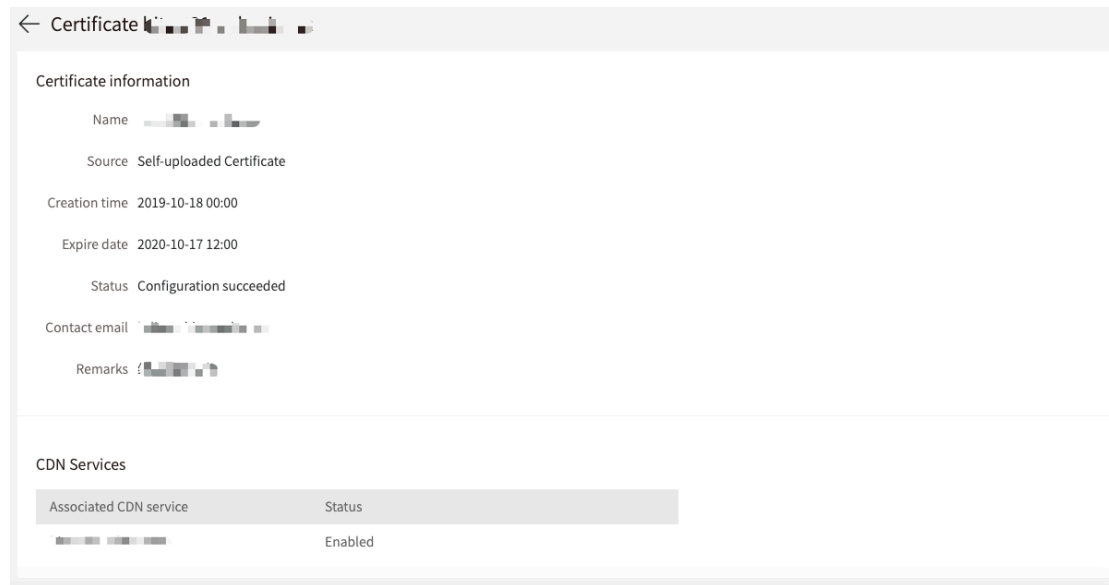 Certificate
Certificate information
Name
Source Self-uploaded Certificate
Creation time 2019-10-18 00:00
Expire date 2020-10-17 12:00
Status Configuration succeeded
Contact email
Remarks
CDN Services
Associated CDN service Status
Enabled